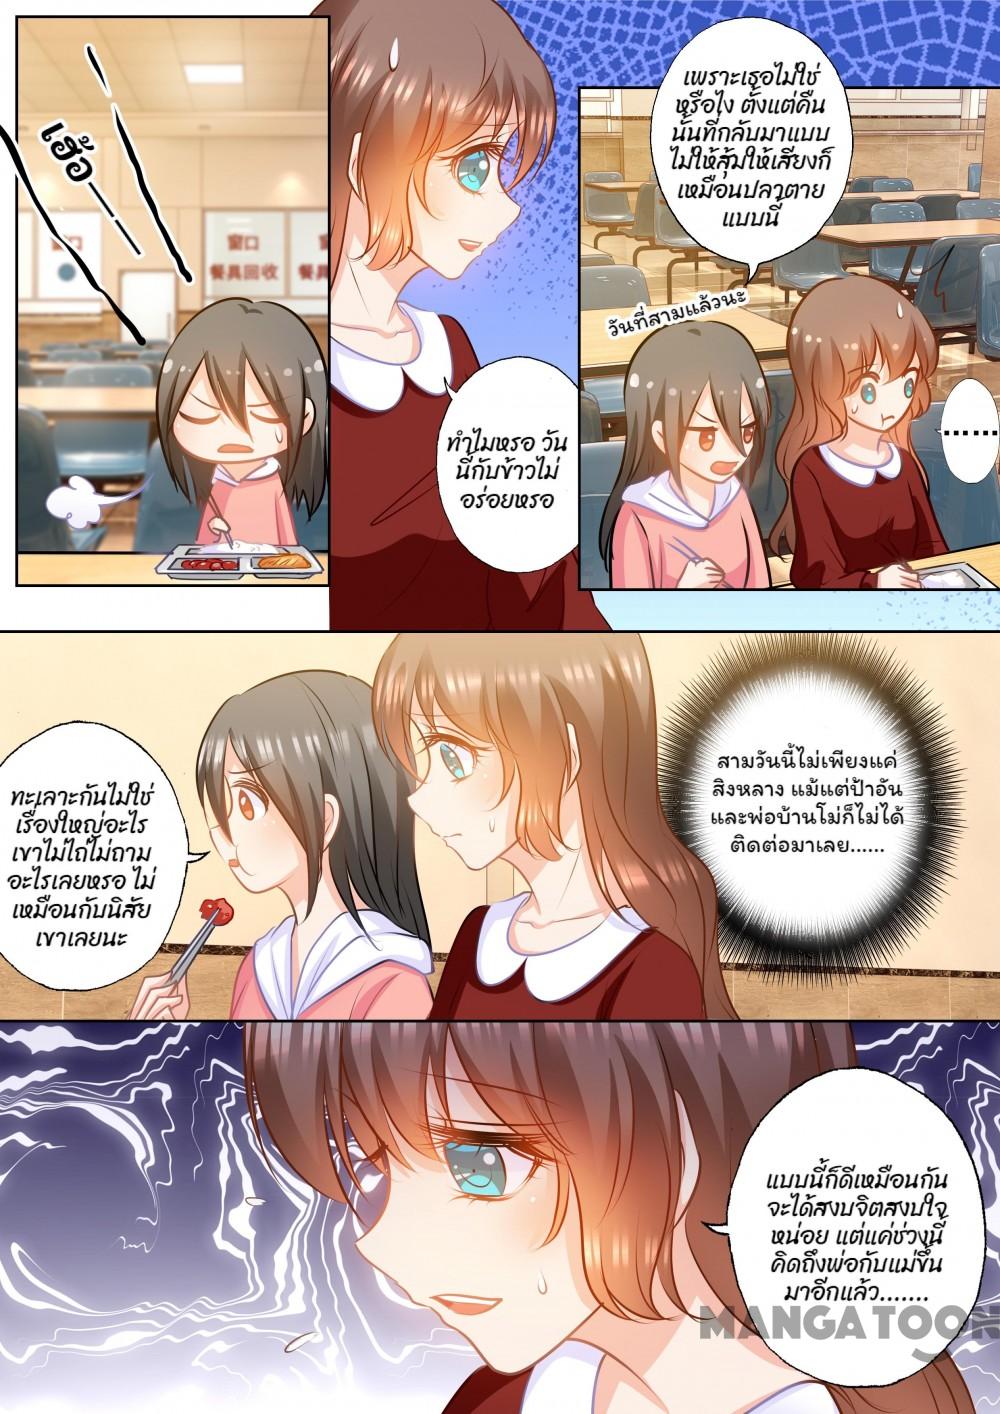 เฮ้อ————
窗口
窗口
餐具回收
ทำไมหรอ วัน
นี้กับข้าวไม่
อร่อยหรอ
เพราะเธอไม่ใช่
หรือไง ตั้งแต่คืน
นั้นที่กลับมาแบบ
ไม่ให้สุ้มให้เสียงก็
เหมือนปลาตาย
แบบนี้
วันที่สามแล้วนะ
.......
ทะเลาะกันไม่ใช่
เรื่องใหญ่อะไร
เขาไม่ไถ่ไม่ถาม
อะไรเลยหรอ ไม่
เหมือนกับนิสัย
เขาเลยนะ
สามวันนี้ไม่เพียงแค่
สิงหลาง แม้แต่ป้าอัน
และพ่อบ้านโม่ก็ไม่ได้
ติดต่อมาเลย......
แบบนี้ก็ดีเหมือนกัน
จะได้สงบจิตสงบใจ
หน่อย แต่แค่ช่วงนี้
คิดถึงพ่อกับแม่ขึ้น
มาอีกแล้ว.......
MANGATOON